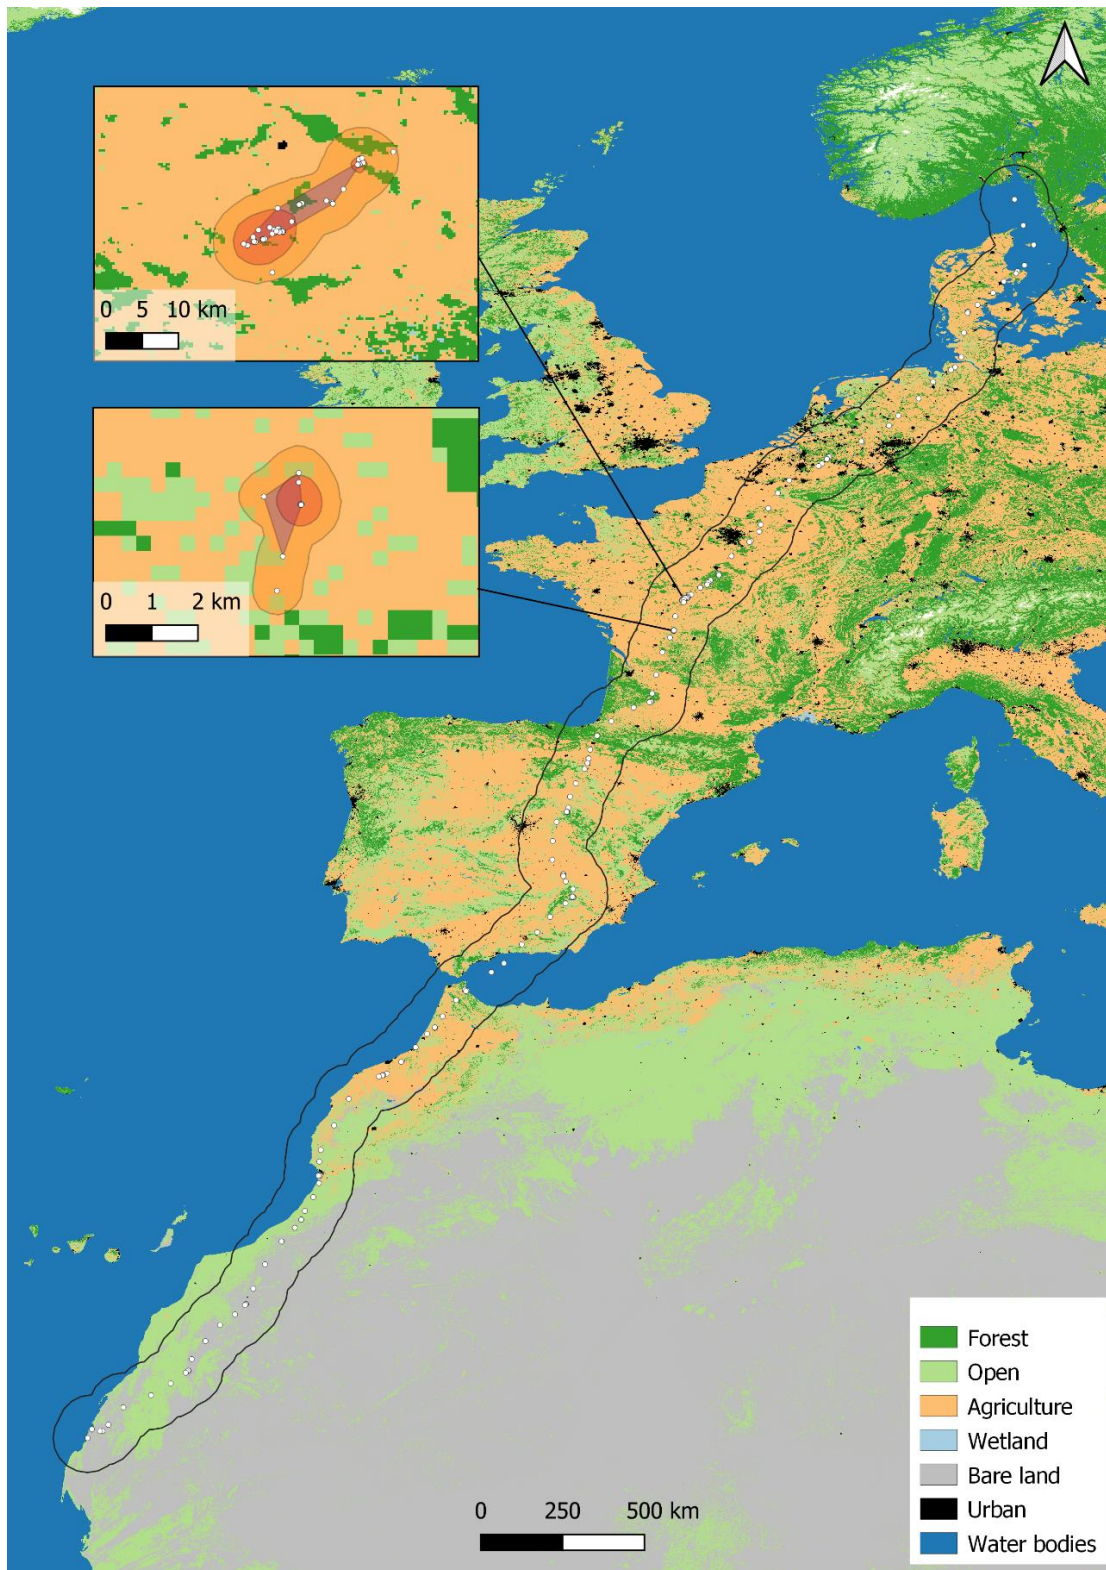 0 5 10 km
0 1 2 km
0 250 500 km
Forest
Open
Agriculture
Wetland
Bare land
Urban
Water bodies